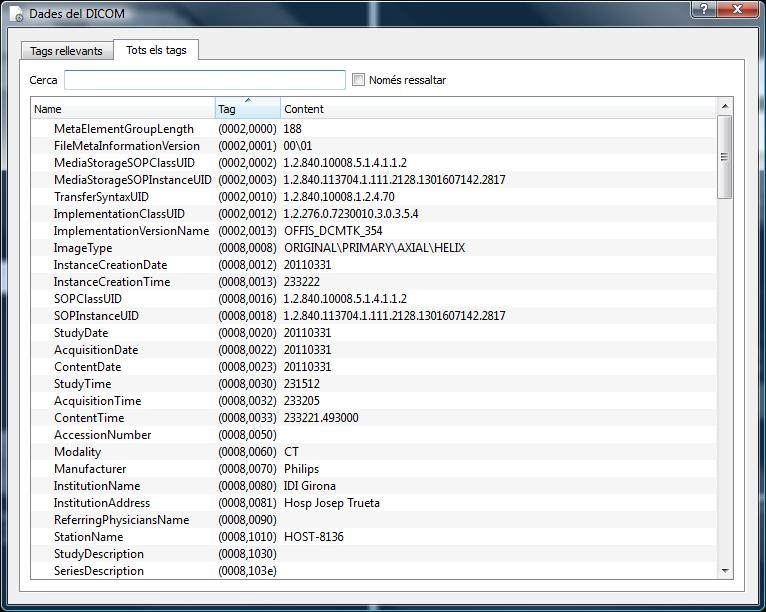 Dades del DICOM
Tags rellevants Tots els tags
Cerca Només ressaltar
Name Tag Content
MetaElementGroupLength (0002,0000) 188
FileMetaInformationVersion (0002,0001) 00\01
MediaStorageSOPClassUID (0002,0002) 1.2.840.10008.5.1.4.1.1.2
MediaStorageSOPInstanceUID (0002,0003) 1.2.840.113704.1.111.2128.1301607142.2817
TransferSyntaxUID (0002,0010) 1.2.840.10008.1.2.4.70
ImplementationClassUID (0002,0012) 1.2.276.0.7230010.3.0.3.5.4
ImplementationVersionName (0002,0013) OFFIS_DCMTK_354
ImageType (0008,0008) ORIGINAL\PRIMARY\AXIAL\HELIX
InstanceCreationDate (0008,0012) 20110331
InstanceCreationTime (0008,0013) 233222
SOPClassUID (0008,0016) 1.2.840.10008.5.1.4.1.1.2
SOPInstanceUID (0008,0018) 1.2.840.113704.1.111.2128.1301607142.2817
StudyDate (0008,0020) 20110331
AcquisitionDate (0008,0022) 20110331
ContentDate (0008,0023) 20110331
StudyTime (0008,0030) 231512
AcquisitionTime (0008,0032) 233205
ContentTime (0008,0033) 233221.493000
AccessionNumber (0008,0050)
Modality (0008,0060) CT
Manufacturer (0008,0070) Philips
InstitutionName (0008,0080) IDI Girona
InstitutionAddress (0008,0081) Hosp Josep Trueta
ReferringPhysiciansName (0008,0090)
StationName (0008,1010) HOST-8136
StudyDescription (0008,1030)
SeriesDescription (0008,103e)